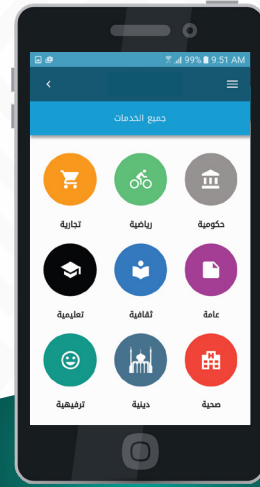 99% 9:51 AM
جميع الخدمات
حكومية رياضية تجارية
عامة ثقافية تعليمية
صحية دينية ترفيهية